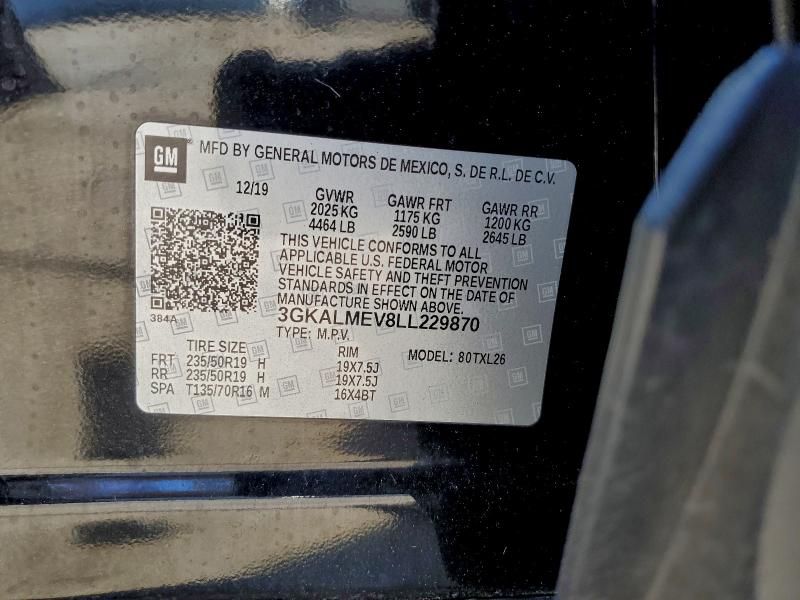 GM MFD BY GENERAL MOTORS DE MEXICO, S. DE R.L. DE C.V.
12/19 GVWR GAWR FRT GAWR RR
2025 KG 1175 KG 1200 KG
4464 LB 2590 LB 2645 LB
THIS VEHICLE CONFORMS TO ALL
APPLICABLE U.S. FEDERAL MOTOR
VEHICLE SAFETY AND THEFT PREVENTION
STANDARDS IN EFFECT ON THE DATE OF
MANUFACTURE SHOWN ABOVE.
384A 3GKALMEV8LL229870
TYPE: M.P.V. MODEL: 80TXL26
TIRE SIZE RIM
FRT 235/50R19 H 19X7.5J
RR 235/50R19 H 19X7.5J
SPA T135/70R16 M 16X4BT